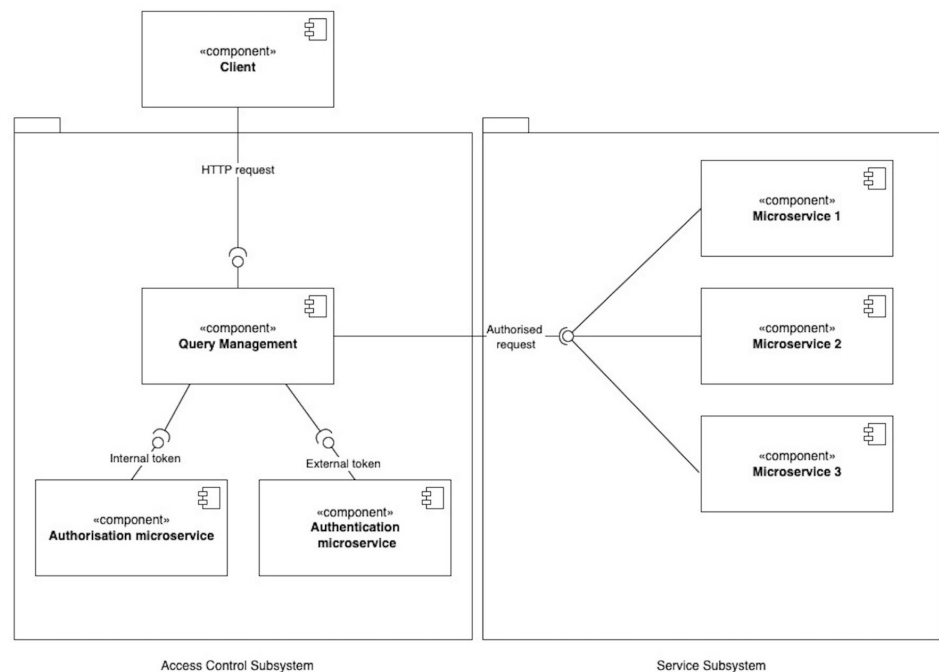 «component»
Client
HTTP request
«component»
Query Management
Internal token
External token
«component»
Authorisation microservice
«component»
Authentication
microservice
Access Control Subsystem
Authorised
request
«component»
Microservice 1
«component»
Microservice 2
«component»
Microservice 3
Service Subsystem